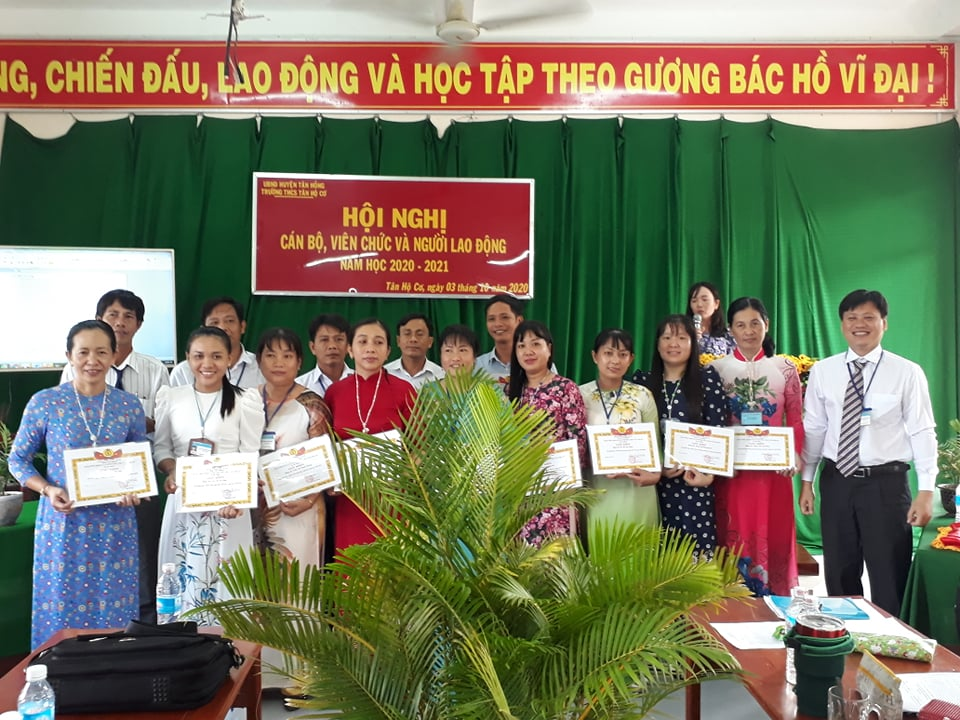 NG, CHIẾN ĐẤU, LAO ĐỘNG VÀ HỌC TẬP THEO GƯƠNG BÁC HỒ VĨ ĐẠI !
UBND HUYỆN TÂN HỒNG
TRƯỜNG THCS TÂN HỘ CƠ
HỘI NGHỊ
CÁN BỘ, VIÊN CHỨC VÀ NGƯỜI LAO ĐỘNG
NĂM HỌC 2020 - 2021
Tân Hộ Cơ, ngày 03 tháng 10 năm 2020